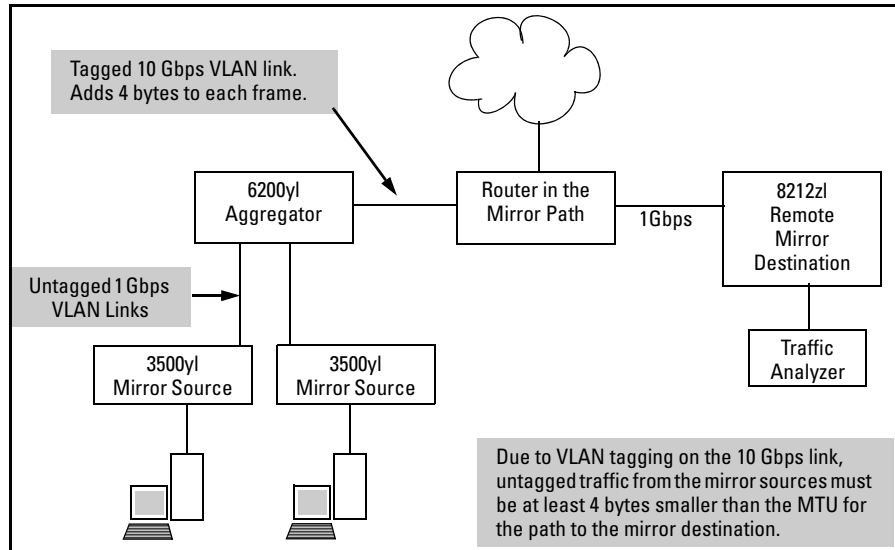 Tagged 10 Gbps VLAN link.
Adds 4 bytes to each frame.
6200yl
Aggregator
Router in the
Mirror Path
1Gbps
8212zl
Remote
Mirror
Destination
Untagged 1 Gbps
VLAN Links
3500yl
Mirror Source
3500yl
Mirror Source
Traffic
Analyzer
Due to VLAN tagging on the 10 Gbps link,
untagged traffic from the mirror sources must
be at least 4 bytes smaller than the MTU for
the path to the mirror destination.